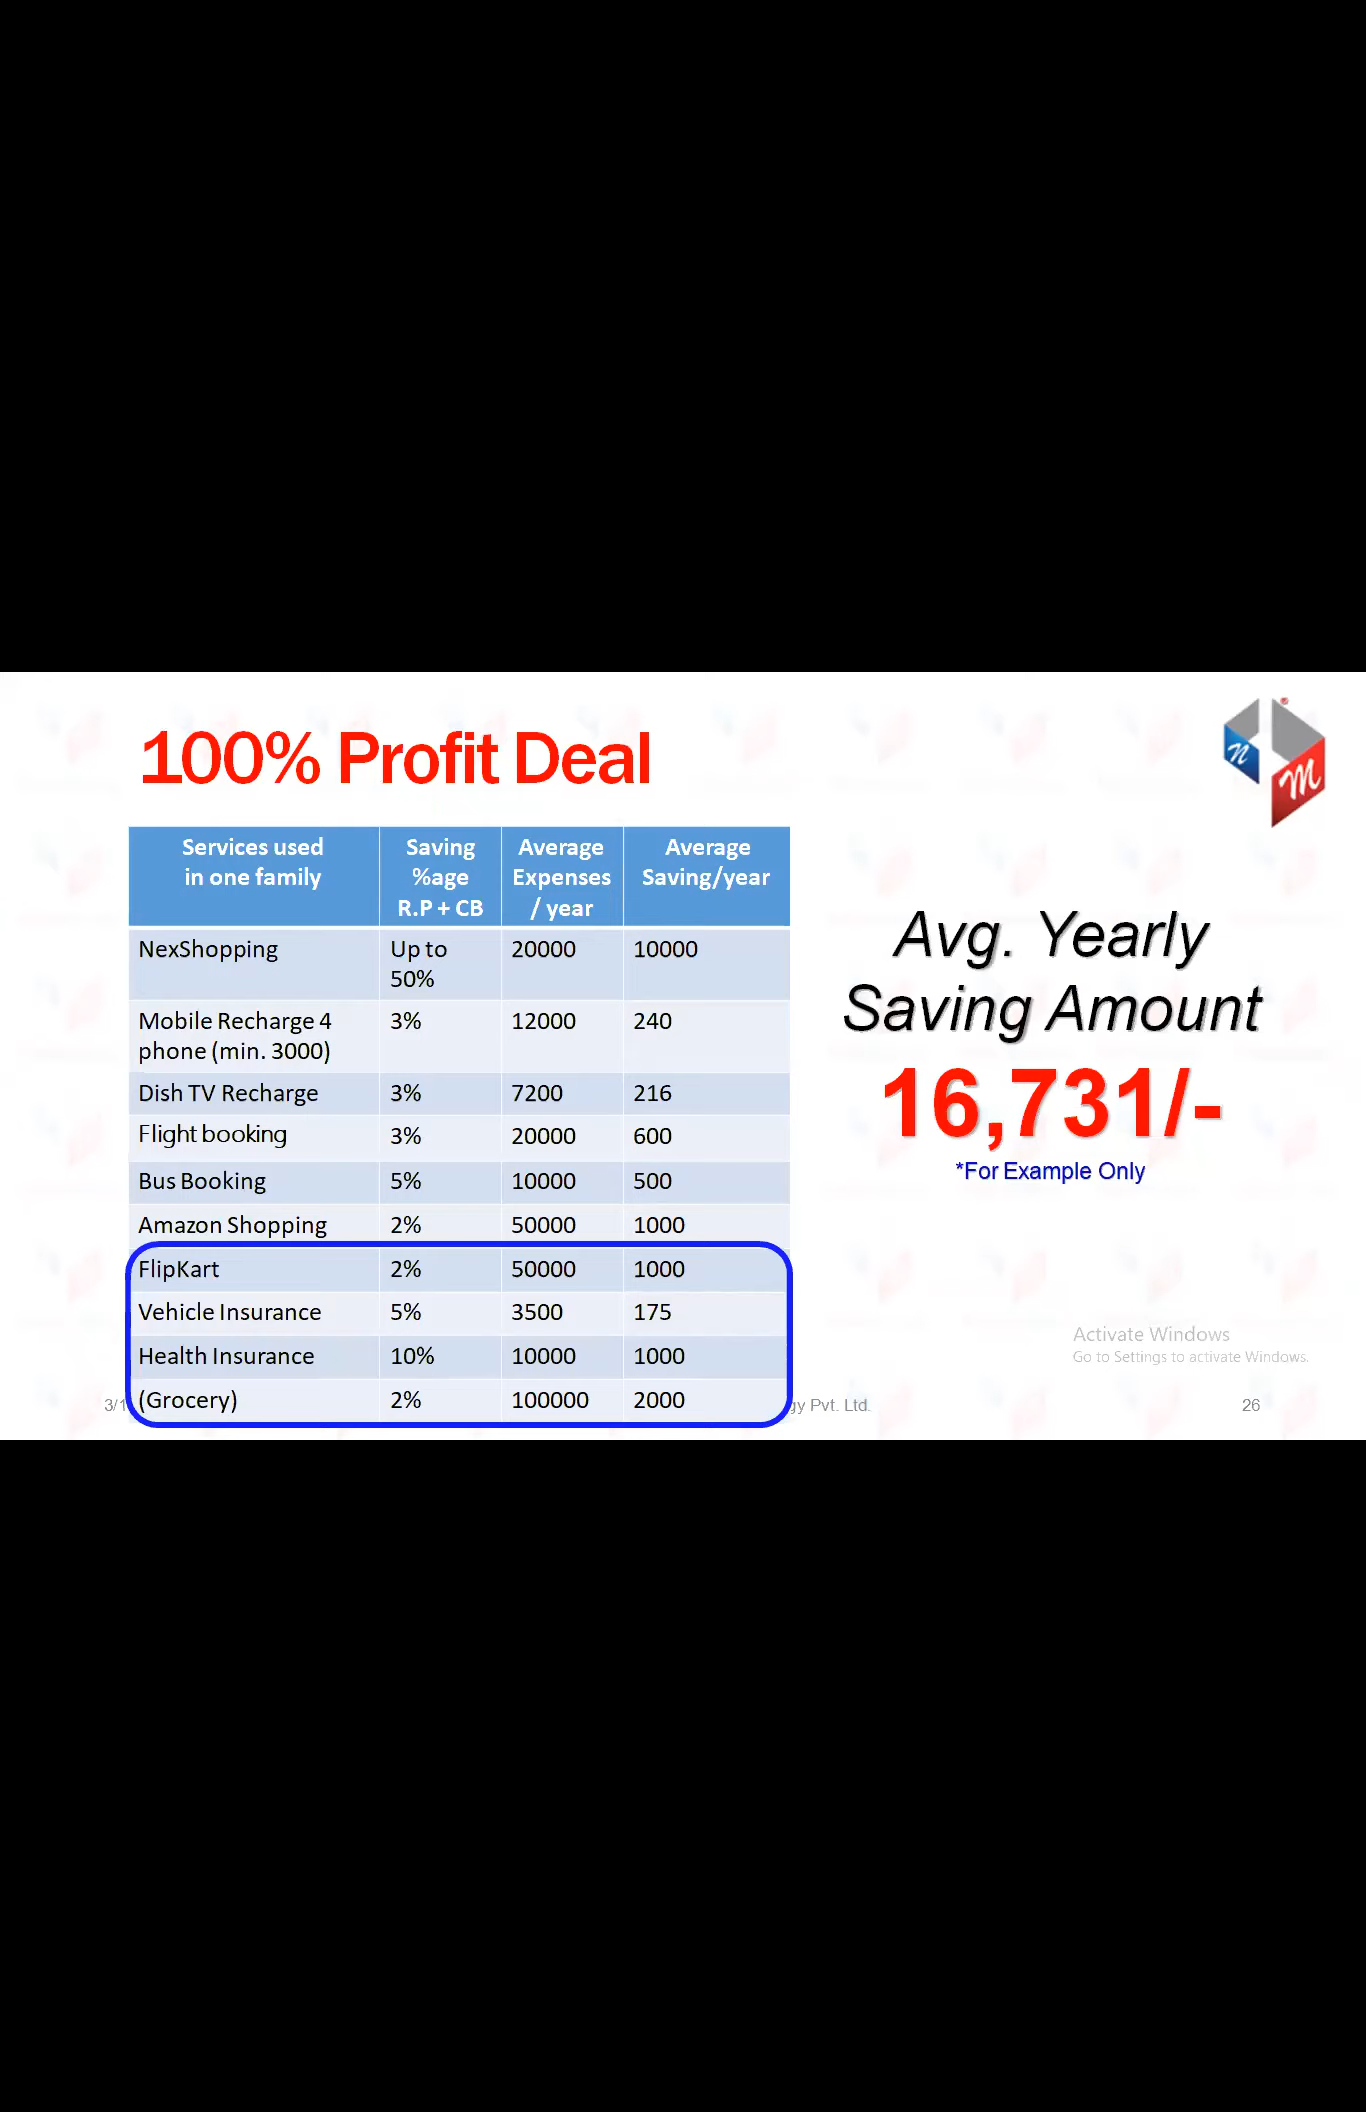 100% Profit Deal
n m
Services used
in one family
Saving
%age
R.P + CB
Average
Expenses
/ year
Average
Saving/year
NexShopping Up to 50% 20000 10000
Mobile Recharge 4
phone (min. 3000) 3% 12000 240
Dish TV Recharge 3% 7200 216
Flight booking 3% 20000 600
Bus Booking 5% 10000 500
Amazon Shopping 2% 50000 1000
FlipKart 2% 50000 1000
Vehicle Insurance 5% 3500 175
Health Insurance 10% 10000 1000
(Grocery) 2% 100000 2000
Avg. Yearly
Saving Amount
16,731/-
*For Example Only
Activate Windows
Go to Settings to activate Windows.
Pvt. Ltd.
26